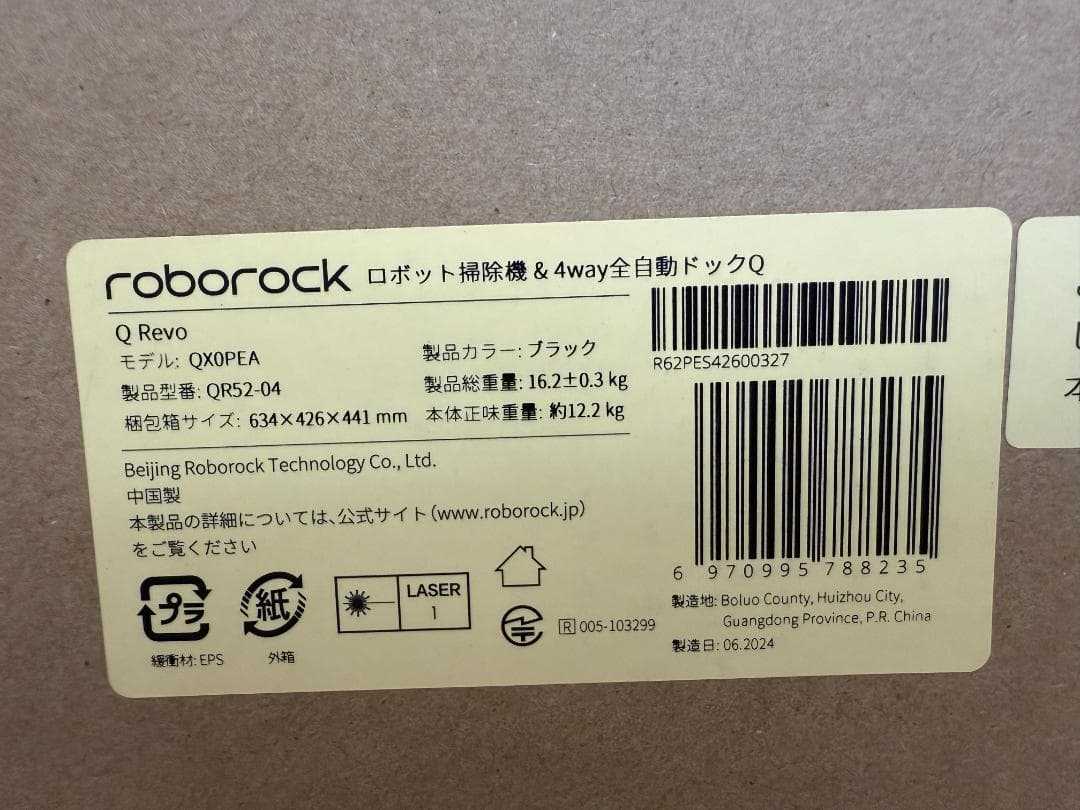 roborock ロボット掃除機 & 4way全自動ドックQ
Q Revo
モデル: QX0PEA
製品型番: QR52-04
梱包箱サイズ: 634×426×441 mm
製品カラー: ブラック
製品総重量: 16.2±0.3 kg
本体正味重量: 約12.2 kg
R62PES42600327
Beijing Roborock Technology Co., Ltd.
中国製
本製品の詳細については、公式サイト(www.roborock.jp)
をご覧ください
6 970995 788235
製造地: Boluo County, Huizhou City,
Guangdong Province, P.R. China
製造日: 06.2024
プラ
緩衝材: EPS
紙
外箱
LASER
1
R 005-103299